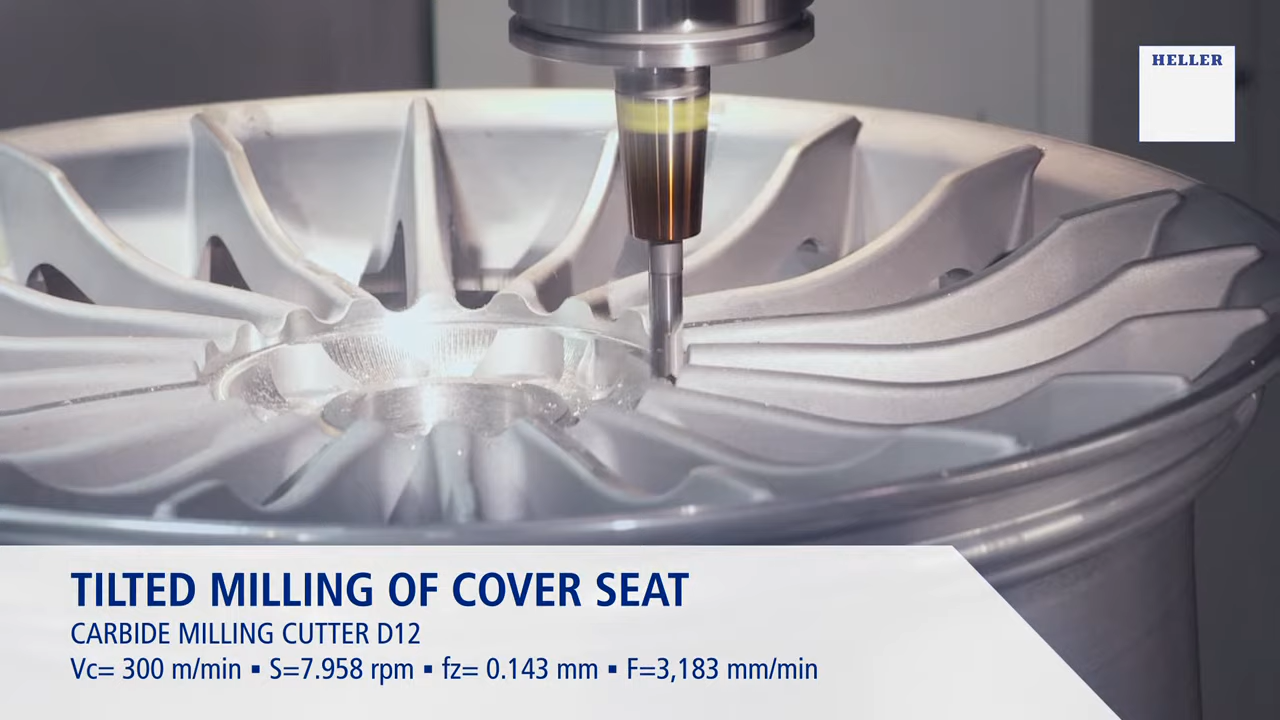 HELLER
TILTED MILLING OF COVER SEAT
CARBIDE MILLING CUTTER D12
Vc= 300 m/min ▪ S=7.958 rpm ▪ fz= 0.143 mm ▪ F=3,183 mm/min